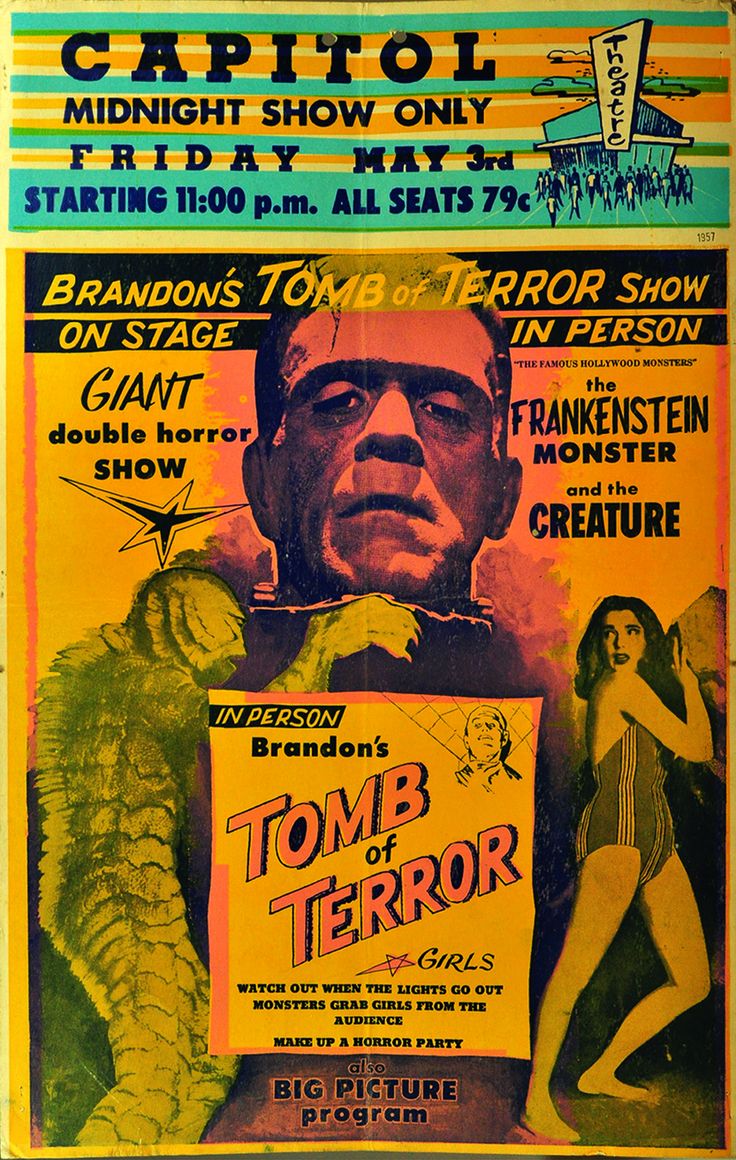 CAPITOL
MIDNIGHT SHOW ONLY
FRIDAY MAY 3rd
STARTING 11:00 p.m. ALL SEATS 79c
Theatre
1957
BRANDON'S TOMB of TERROR SHOW
ON STAGE
IN PERSON
GIANT
double horror
SHOW
"THE FAMOUS HOLLYWOOD MONSTERS"
the
FRANKENSTEIN
MONSTER
and the
CREATURE
IN PERSON
Brandon's
TOMB
of
TERROR
GIRLS
WATCH OUT WHEN THE LIGHTS GO OUT
MONSTERS GRAB GIRLS FROM THE
AUDIENCE
MAKE UP A HORROR PARTY
also
BIG PICTURE
program